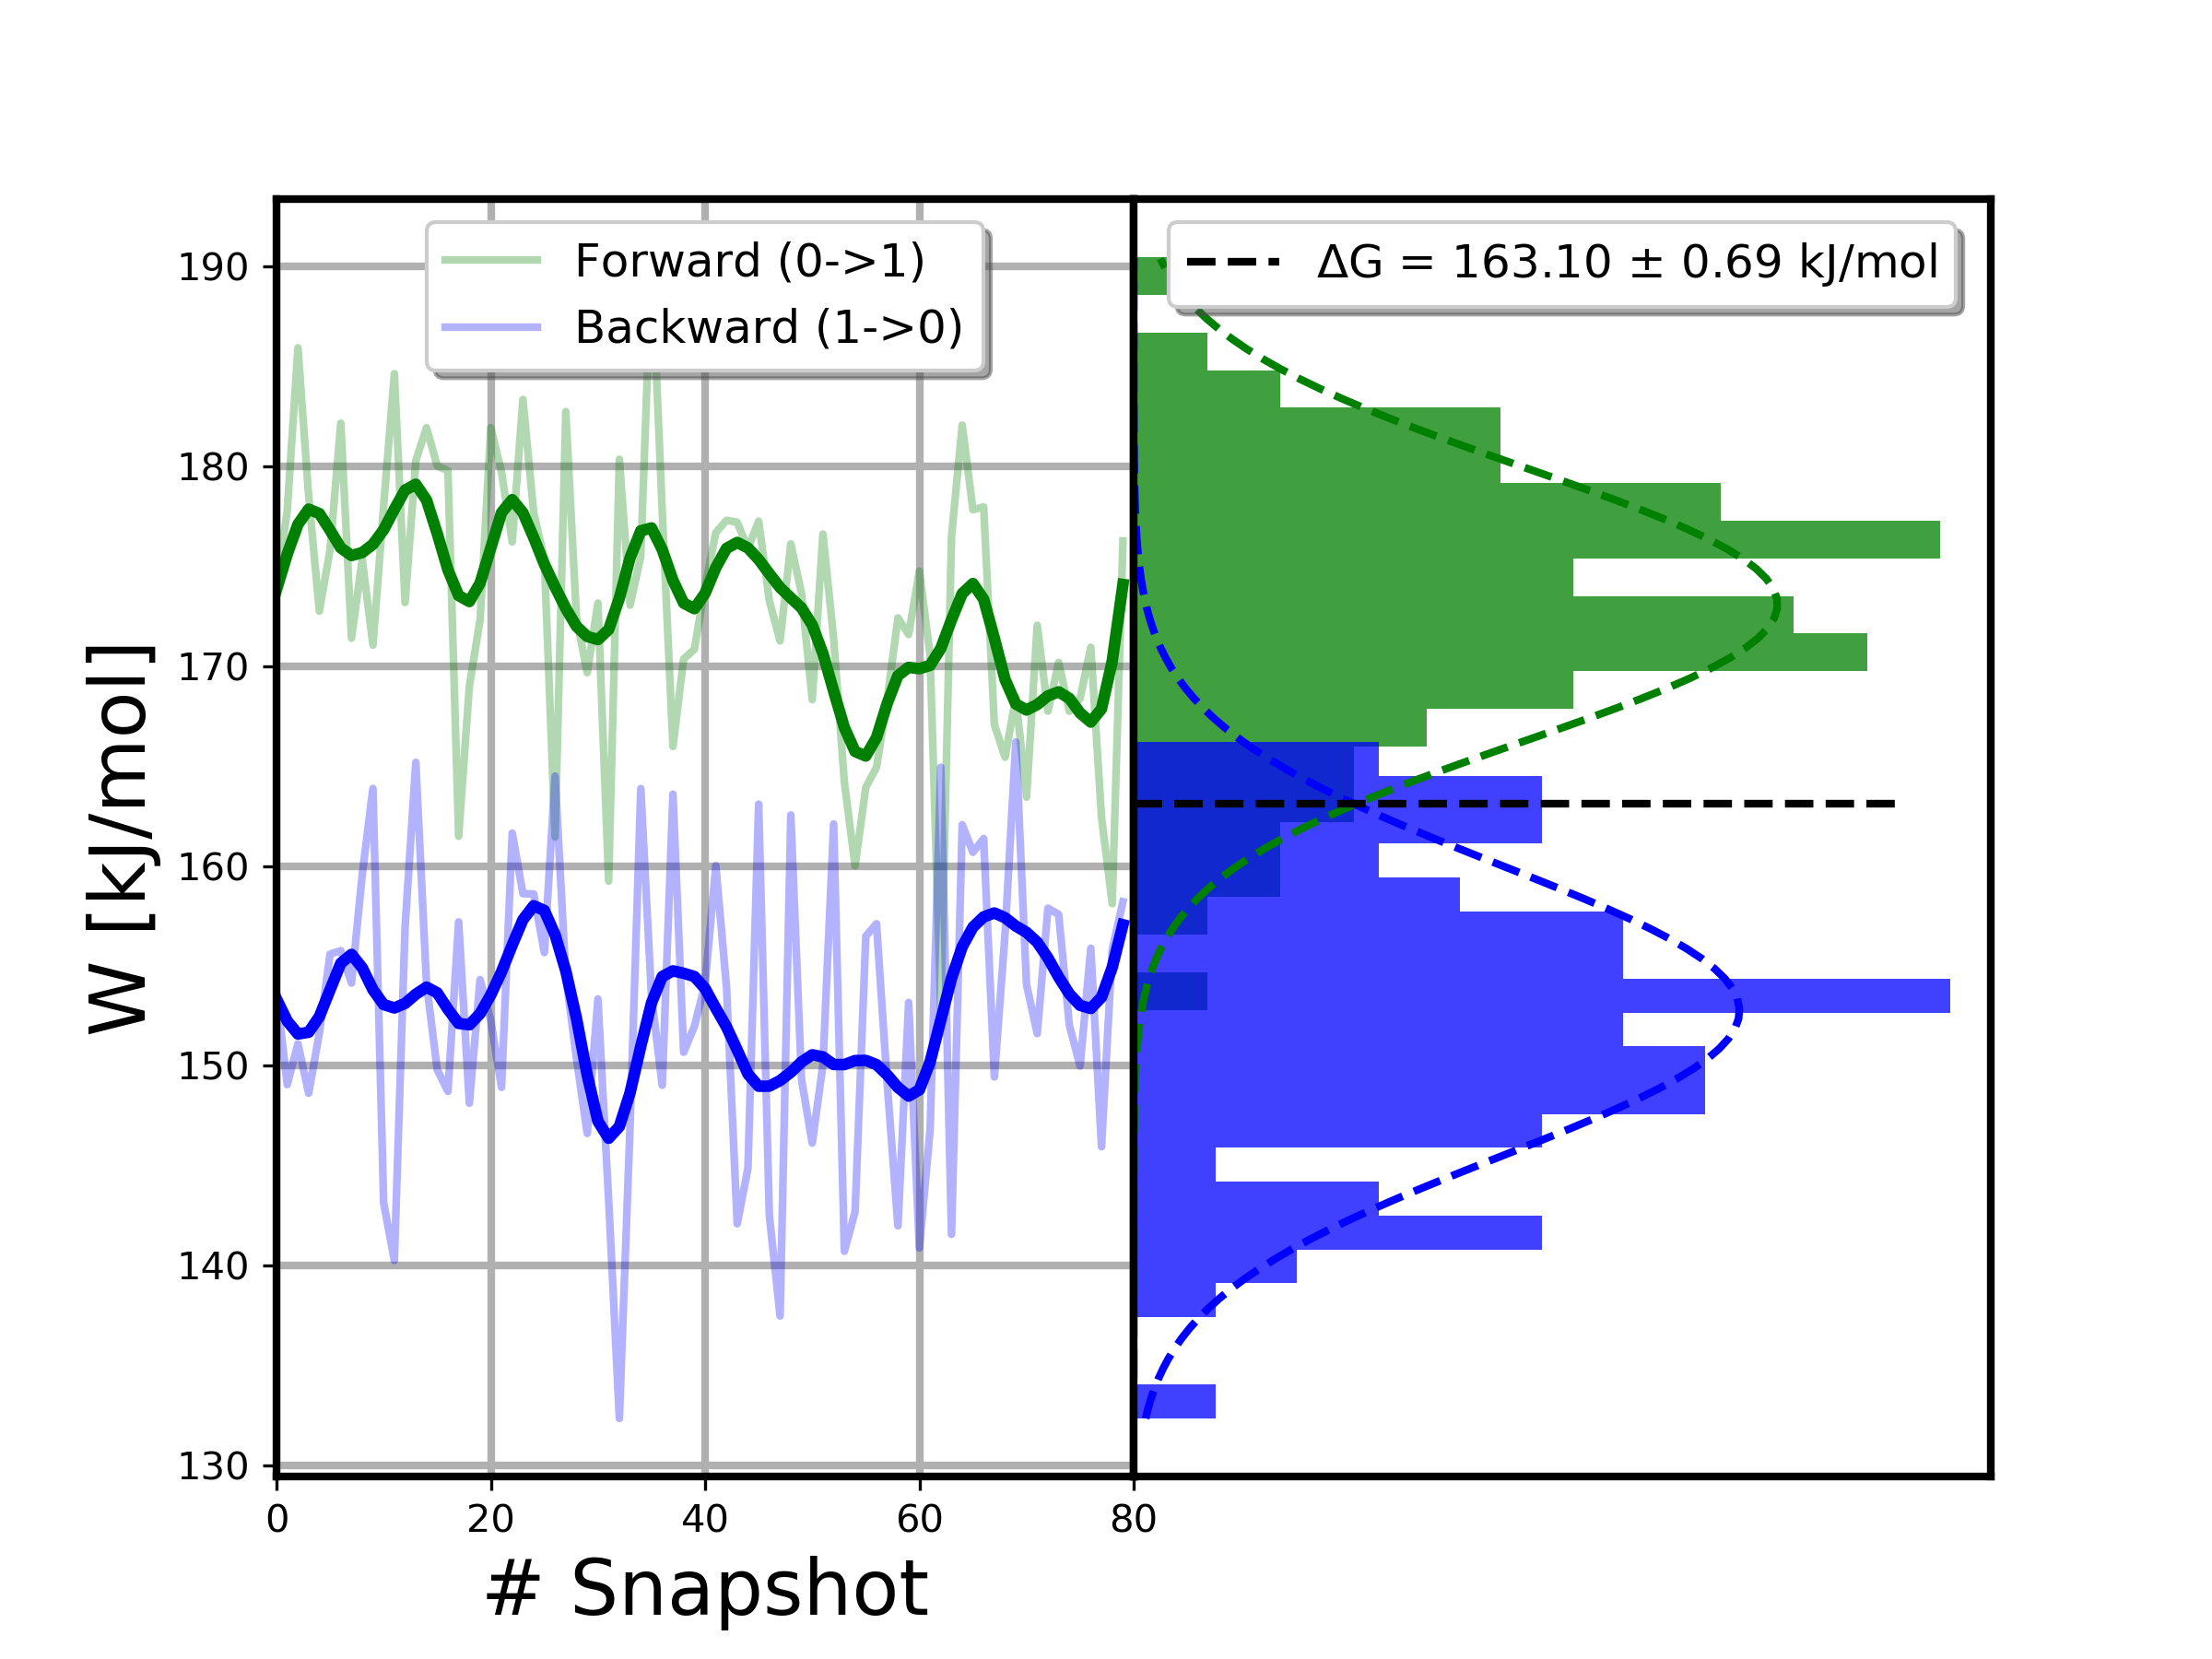 Forward (0->1)
Backward (1->0)
ΔG = 163.10 ± 0.69 kJ/mol
W [kJ/mol]
190
180
170
160
150
140
130
0 20 40 60 80
# Snapshot